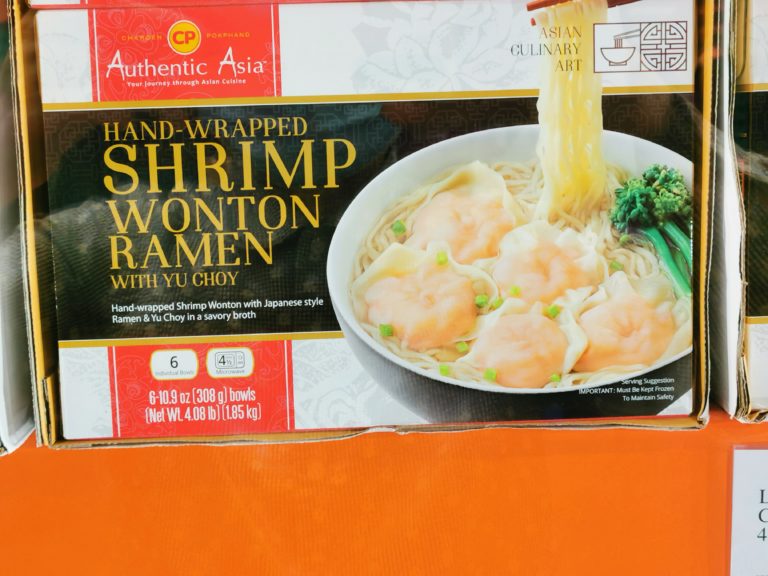 CHAROEN CP POKPHAND
Authentic Asia
Your journey through Asian Cuisine
ASIAN
CULINARY
ART
HAND-WRAPPED
SHRIMP
WONTON
RAMEN
WITH YU CHOY
Hand-wrapped Shrimp Wonton with Japanese style
Ramen & Yu Choy in a savory broth
6
Individual Bowls
4½
Microwave
6-10.9 oz (308 g) bowls
(Net Wt. 4.08 lb) (1.85 kg)
Serving Suggestion
IMPORTANT: Must Be Kept Frozen
To Maintain Safety